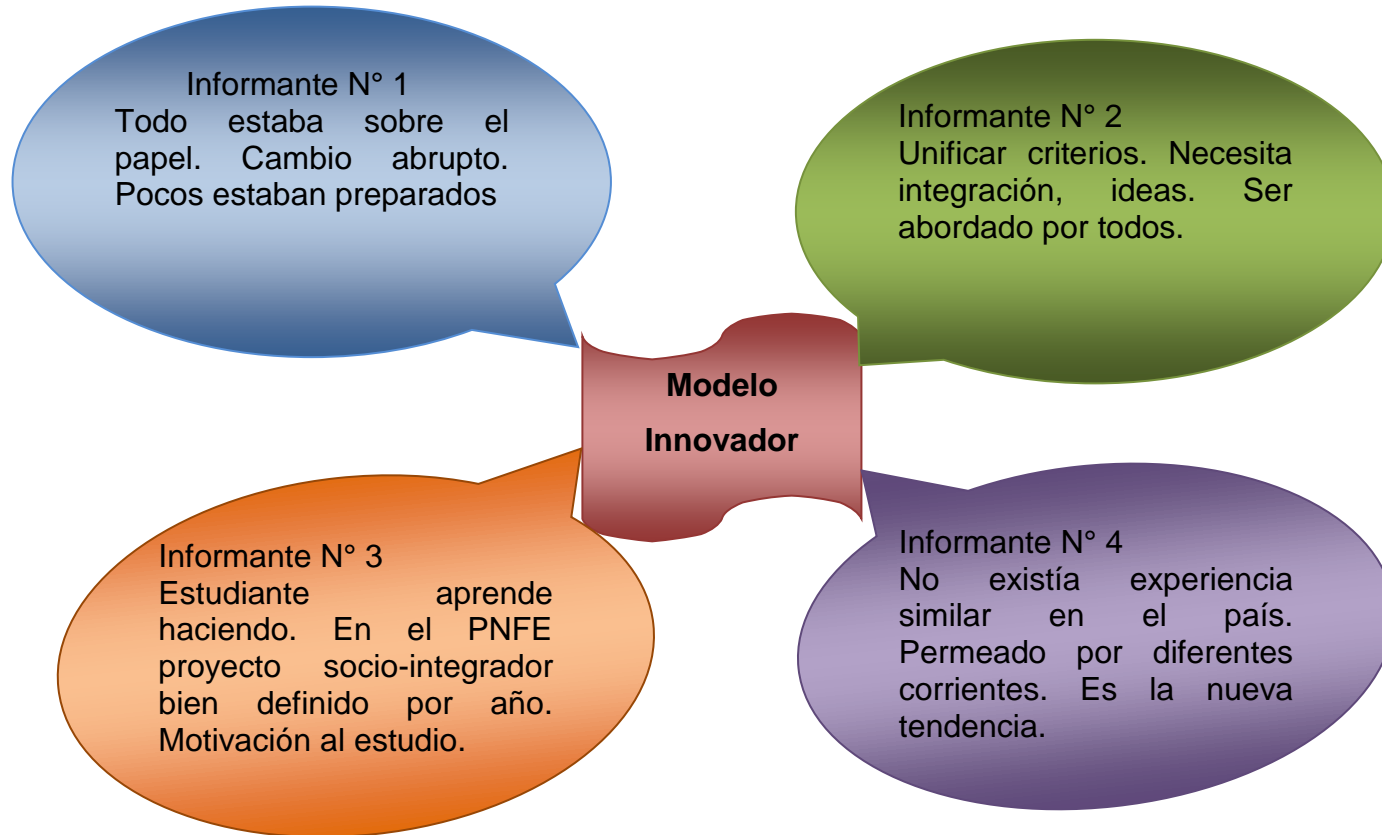 Informante N° 1
Todo estaba sobre el
papel. Cambio abrupto.
Pocos estaban preparados
Informante N° 2
Unificar criterios. Necesita
integración, ideas. Ser
abordado por todos.
Modelo
Innovador
Informante N° 3
Estudiante aprende
haciendo. En el PNFE
proyecto socio-integrador
bien definido por año.
Motivación al estudio.
Informante N° 4
No existía experiencia
similar en el país.
Permeado por diferentes
corrientes. Es la nueva
tendencia.